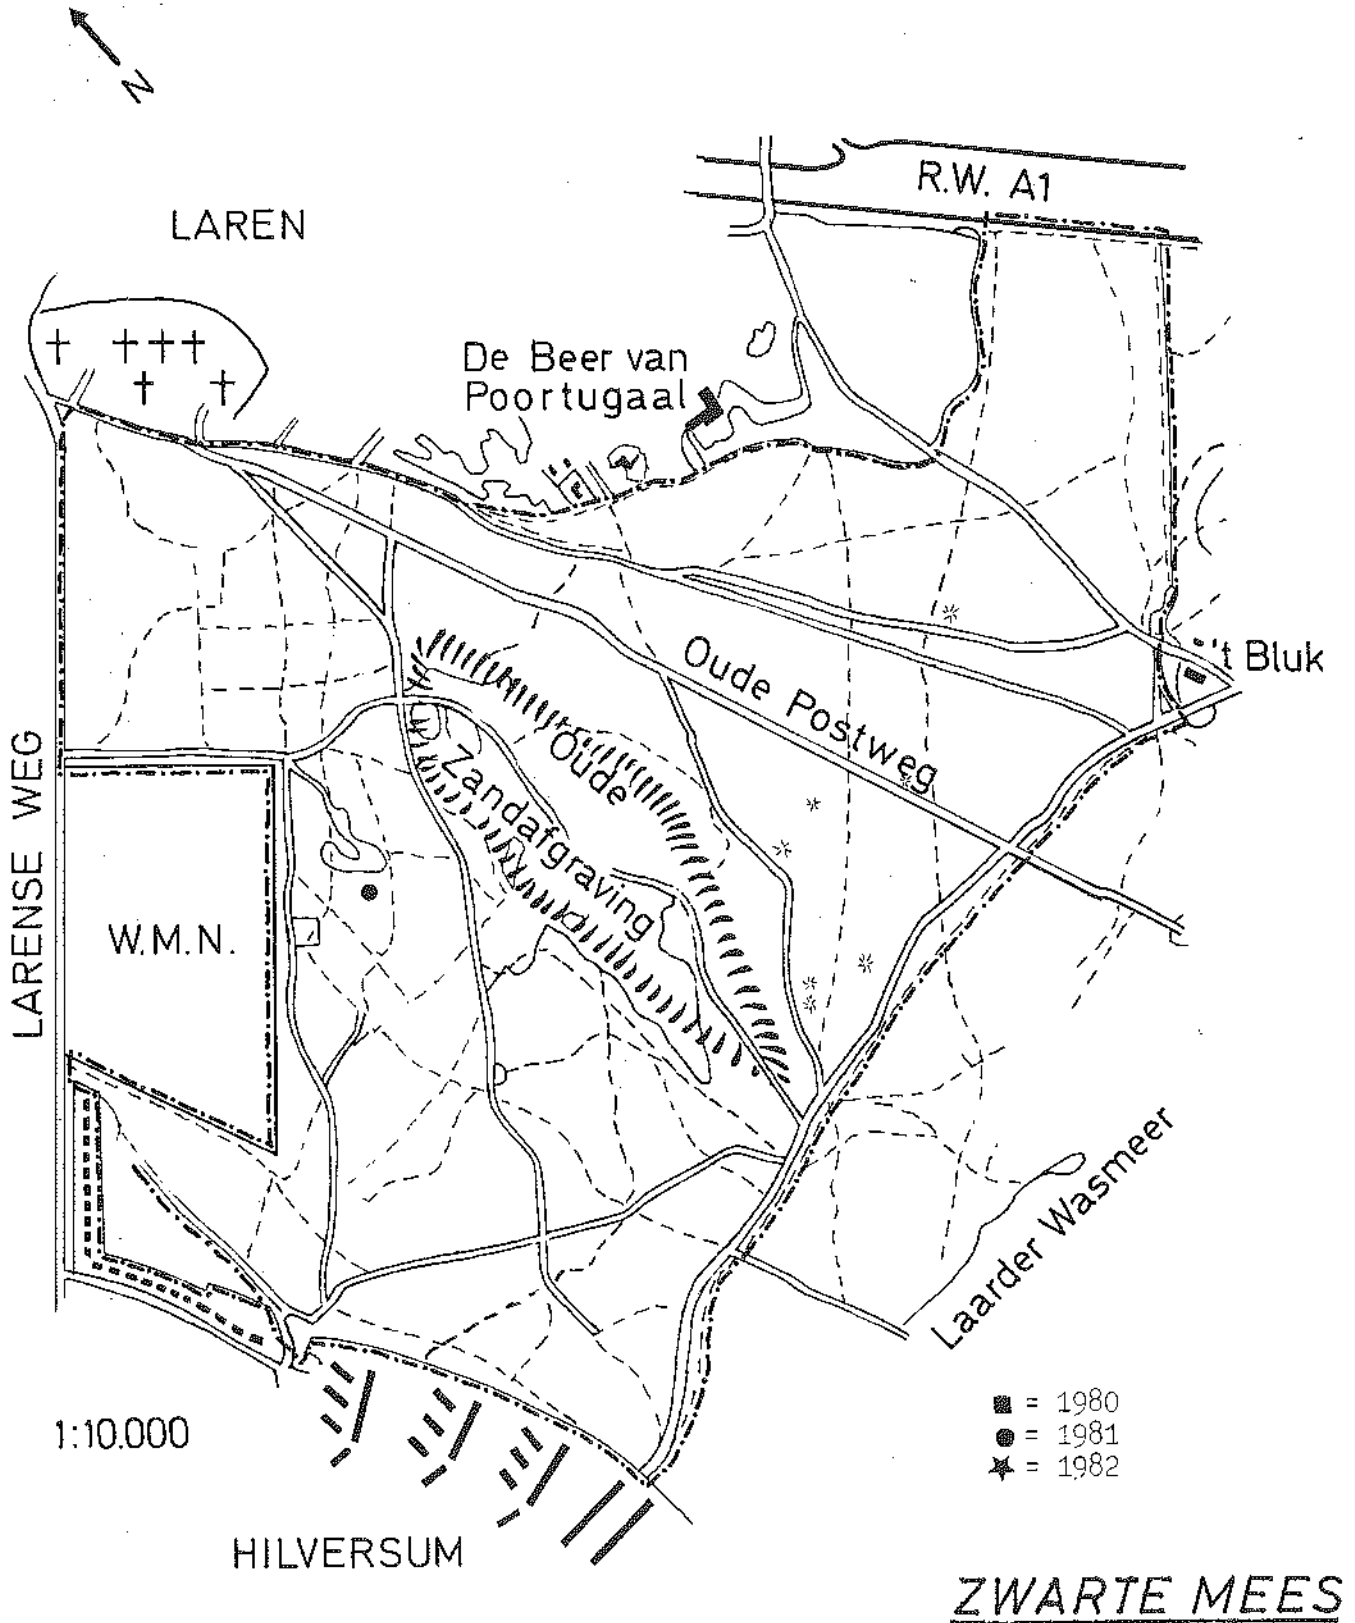 N
R.W. A1
LAREN
De Beer van
Poortugaal
't Bluk
Oude Postweg
Oude
Zandafgraving
LARENSE WEG
W.M.N.
Laarder Wasmeer
■ = 1980
● = 1981
★ = 1982
1:10.000
HILVERSUM
ZWARTE MEES